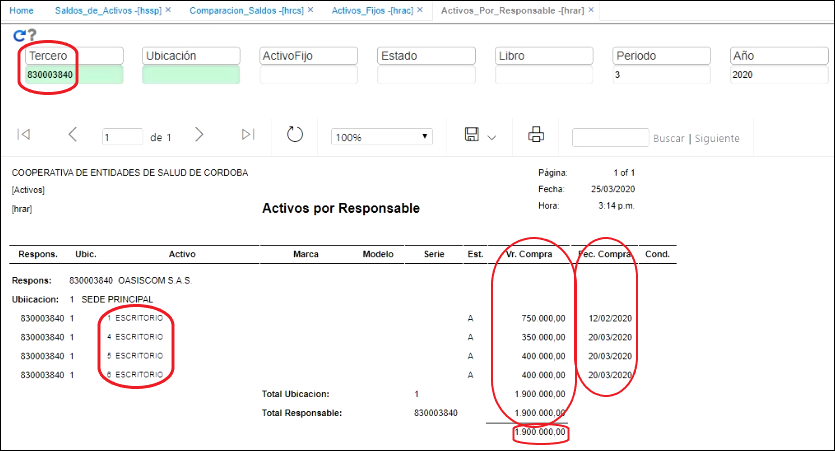 Home Saldos_de_Activos -[hssp] × Comparacion_Saldos -[hrcs] × Activos_Fijos -[hrac] × Activos_Por_Responsable -[hrar] ×
Tercero Ubicación ActivoFijo Estado Libro Periodo Año
830003840 3 2020
1 de 1 100% Buscar | Siguiente
COOPERATIVA DE ENTIDADES DE SALUD DE CORDOBA Página: 1 of 1
[Activos] Fecha: 25/03/2020
[hrar] Activos por Responsable Hora: 3:14 p.m.
Respons. Ubic. Activo Marca Modelo Serie Est. Vr. Compra Fec. Compra Cond.
Respons: 830003840 OASISCOM S.A.S.
Ubicacion: 1 SEDE PRINCIPAL
830003840 1 1 ESCRITORIO A 750 000,00 12/02/2020
830003840 1 4 ESCRITORIO A 350 000,00 20/03/2020
830003840 1 5 ESCRITORIO A 400 000,00 20/03/2020
830003840 1 6 ESCRITORIO A 400 000,00 20/03/2020
Total Ubicacion: 1 1.900 000,00
Total Responsable: 830003840 1.900 000,00
1.900 000,00